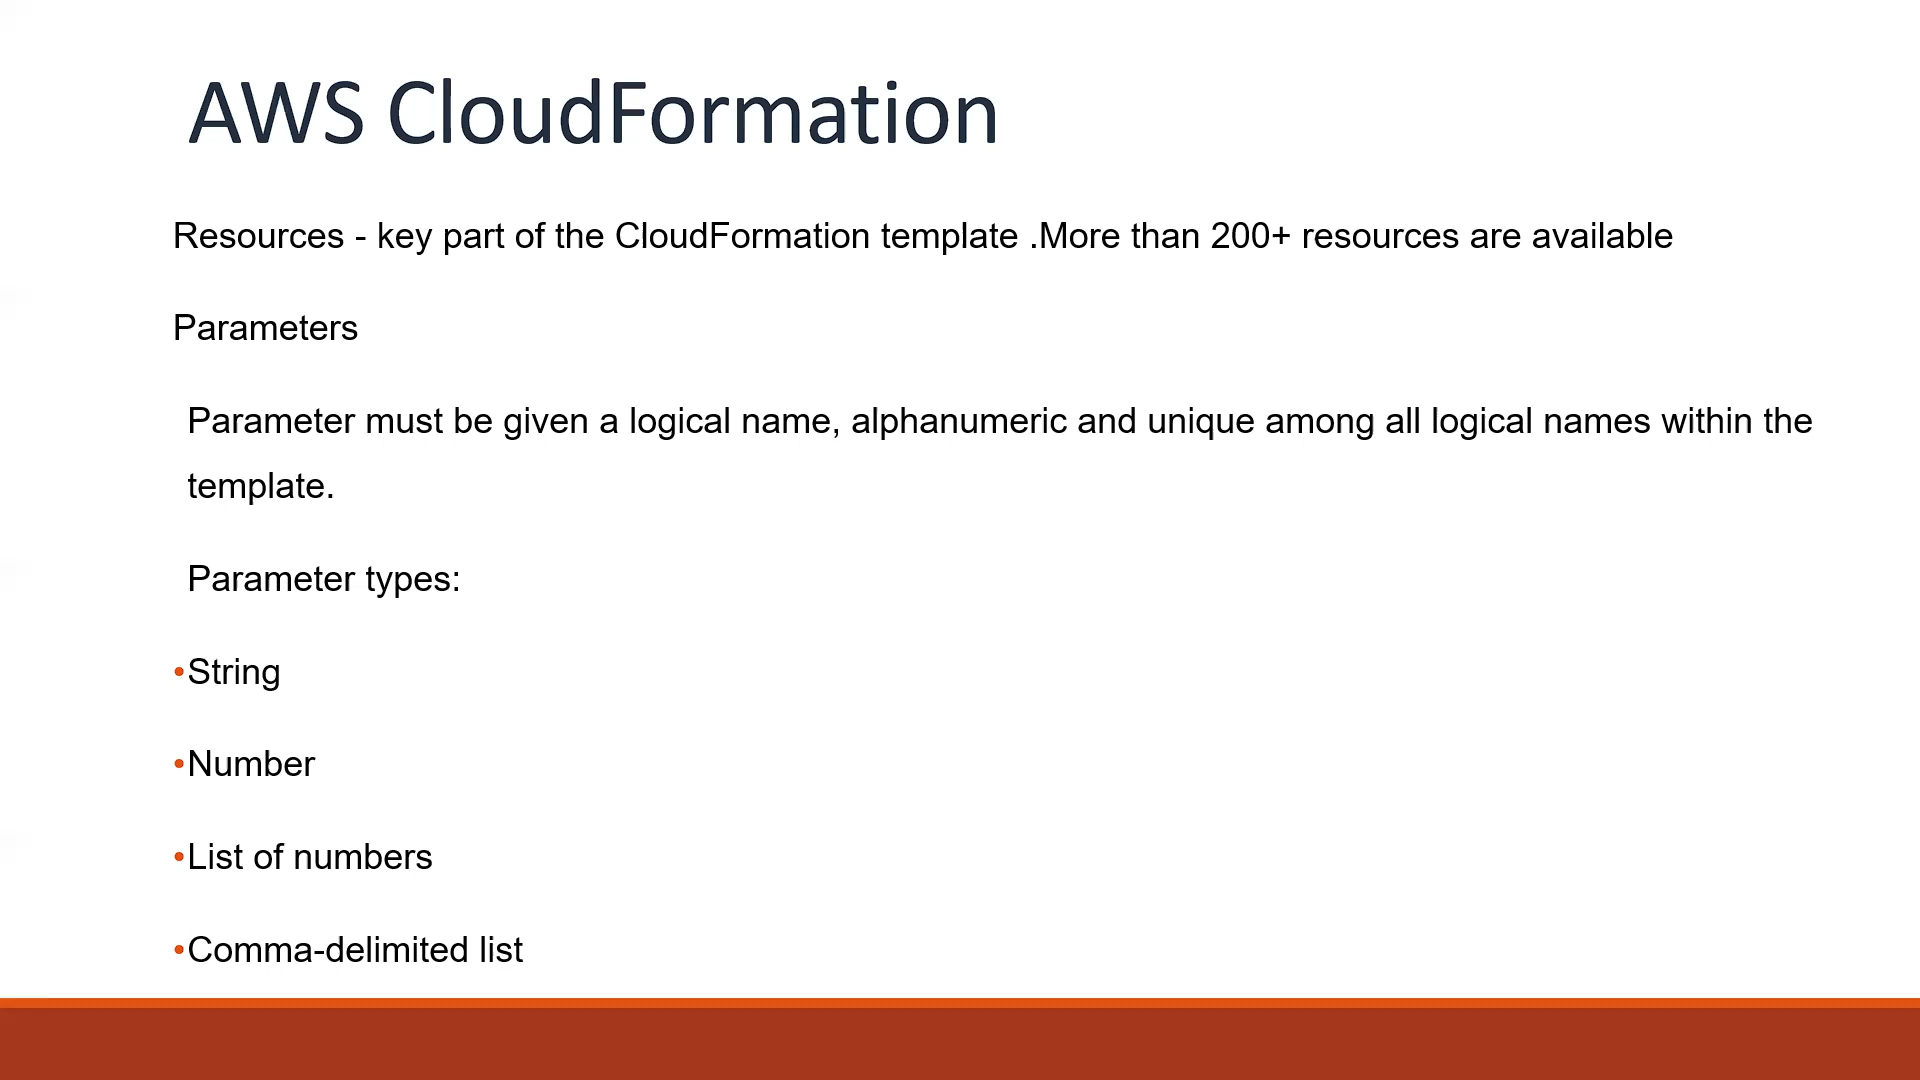 AWS CloudFormation
Resources - key part of the CloudFormation template .More than 200+ resources are available
Parameters
Parameter must be given a logical name, alphanumeric and unique among all logical names within the
template.
Parameter types:
•String
•Number
•List of numbers
•Comma-delimited list